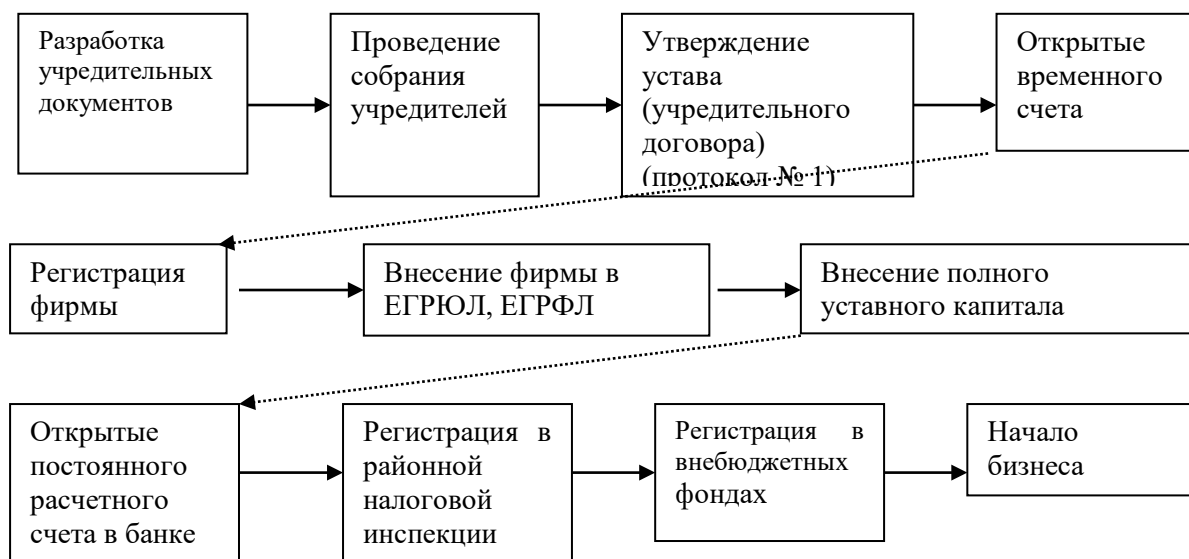 Разработка
учредительных
документов
Проведение
собрания
учредителей
Утверждение
устава
(учредительного
договора)
(протокол № 1)
Открытые
временного
счета
Регистрация
фирмы
Внесение фирмы в
ЕГРЮЛ, ЕГРФЛ
Внесение полного
уставного капитала
Открытые
постоянного
расчетного
счета в банке
Регистрация в
районной
налоговой
инспекции
Регистрация в
внебюджетных
фондах
Начало
бизнеса